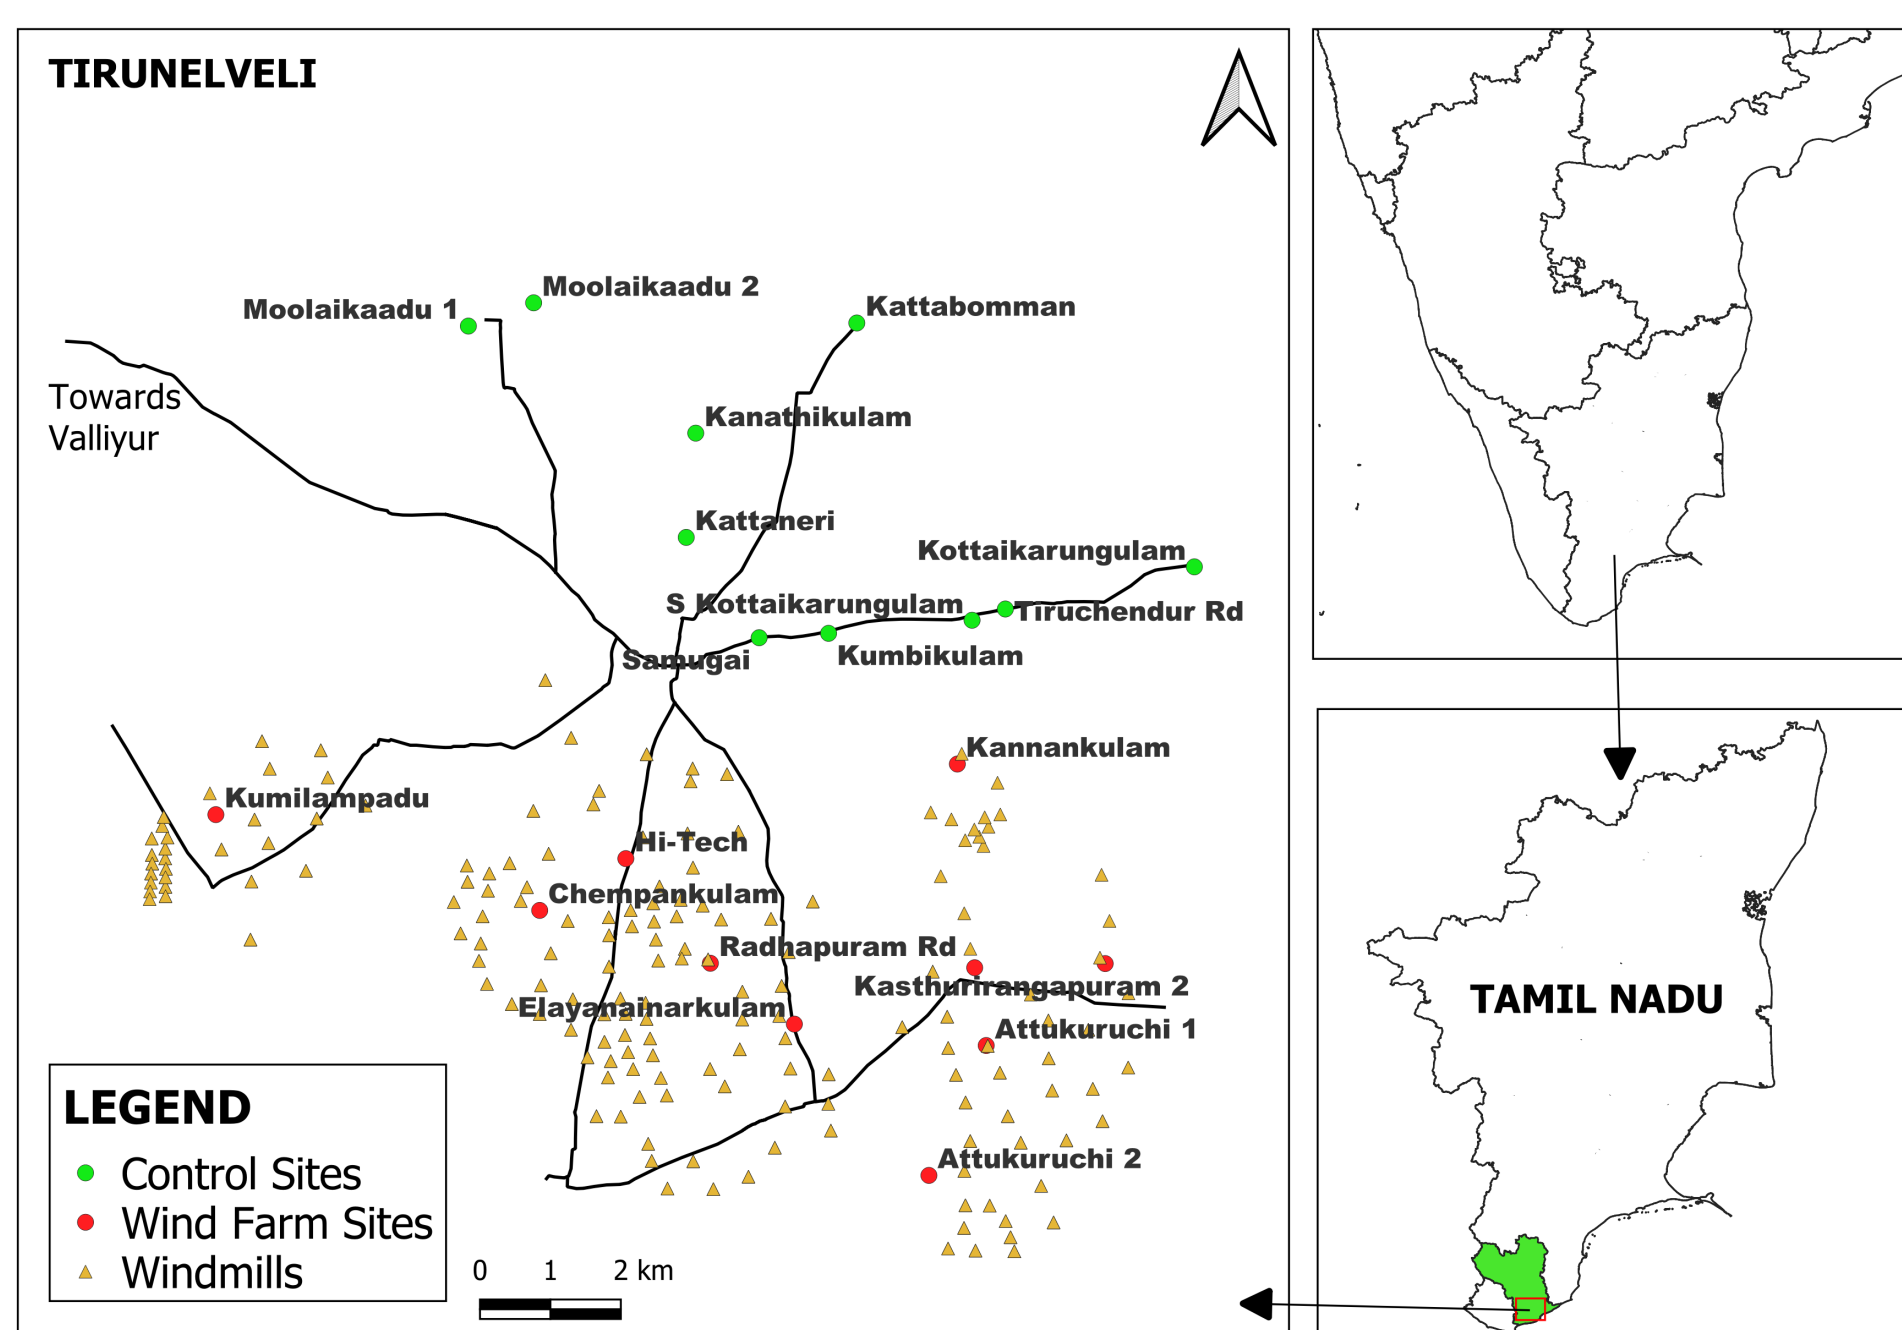 TIRUNELVELI
Moolaikaadu 1
Moolaikaadu 2
Kattabomman
Towards
Valliyur
Kanathikulam
Kattaneri
Kottaikarungulam
S Kottaikarungulam
Tiruchendur Rd
Samugai
Kumbikulam
Kannankulam
Kumilampadu
Hi-Tech
Chempankulam
Radhapuram Rd
Kasthurirangapuram 2
Elayanainarkulam
Attukuruchi 1
Attukuruchi 2
LEGEND
Control Sites
Wind Farm Sites
Windmills
0 1 2 km
TAMIL NADU